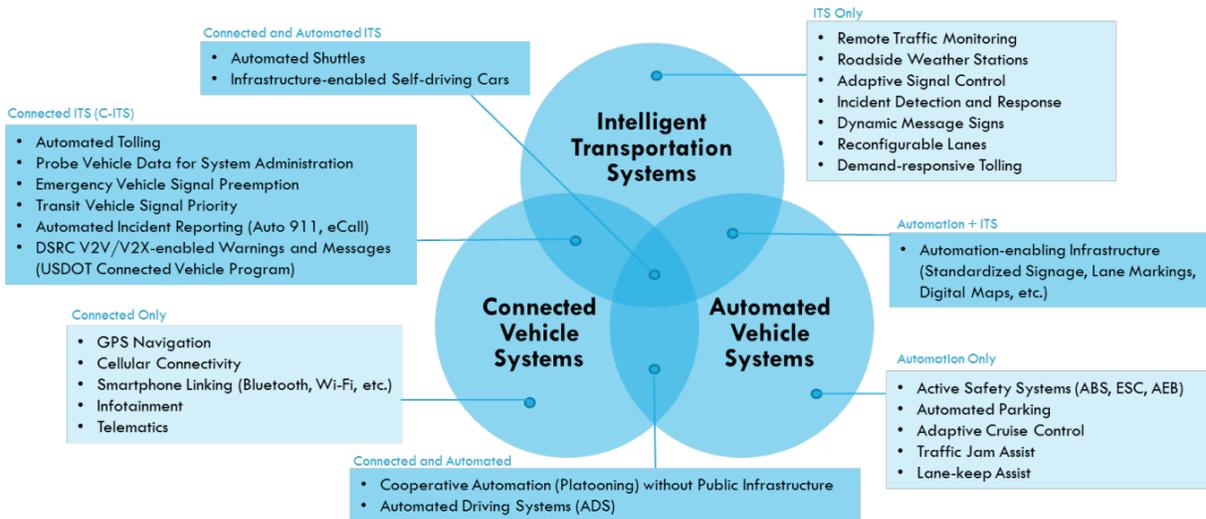 Connected and Automated ITS
• Automated Shuttles
• Infrastructure-enabled Self-driving Cars
ITS Only
• Remote Traffic Monitoring
• Roadside Weather Stations
• Adaptive Signal Control
• Incident Detection and Response
• Dynamic Message Signs
• Reconfigurable Lanes
• Demand-responsive Tolling
Connected ITS (C-ITS)
• Automated Tolling
• Probe Vehicle Data for System Administration
• Emergency Vehicle Signal Preemption
• Transit Vehicle Signal Priority
• Automated Incident Reporting (Auto 911, eCall)
• DSRC V2V/V2X-enabled Warnings and Messages
(USDOT Connected Vehicle Program)
Intelligent
Transportation
Systems
Automation + ITS
• Automation-enabling Infrastructure
(Standardized Signage, Lane Markings,
Digital Maps, etc.)
Connected
Vehicle
Systems
Automated
Vehicle
Systems
Connected Only
• GPS Navigation
• Cellular Connectivity
• Smartphone Linking (Bluetooth, Wi-Fi, etc.)
• Infotainment
• Telematics
Automation Only
• Active Safety Systems (ABS, ESC, AEB)
• Automated Parking
• Adaptive Cruise Control
• Traffic Jam Assist
• Lane-keep Assist
Connected and Automated
• Cooperative Automation (Platooning) without Public Infrastructure
• Automated Driving Systems (ADS)